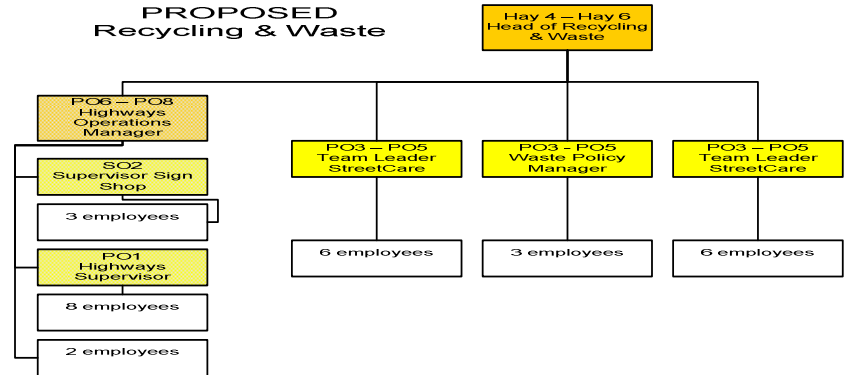 PROPOSED
Recycling & Waste
Hay 4 – Hay 6
Head of Recycling
& Waste
PO6 – PO8
Highways
Operations
Manager
SO2
Supervisor Sign
Shop
3 employees
PO1
Highways
Supervisor
8 employees
2 employees
PO3 – PO5
Team Leader
StreetCare
6 employees
PO3 - PO5
Waste Policy
Manager
3 employees
PO3 – PO5
Team Leader
StreetCare
6 employees